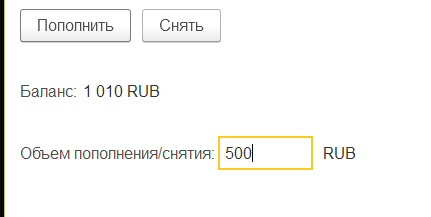 Пополнить Снять
Баланс: 1 010 RUB
Объем пополнения/снятия: 500 RUB